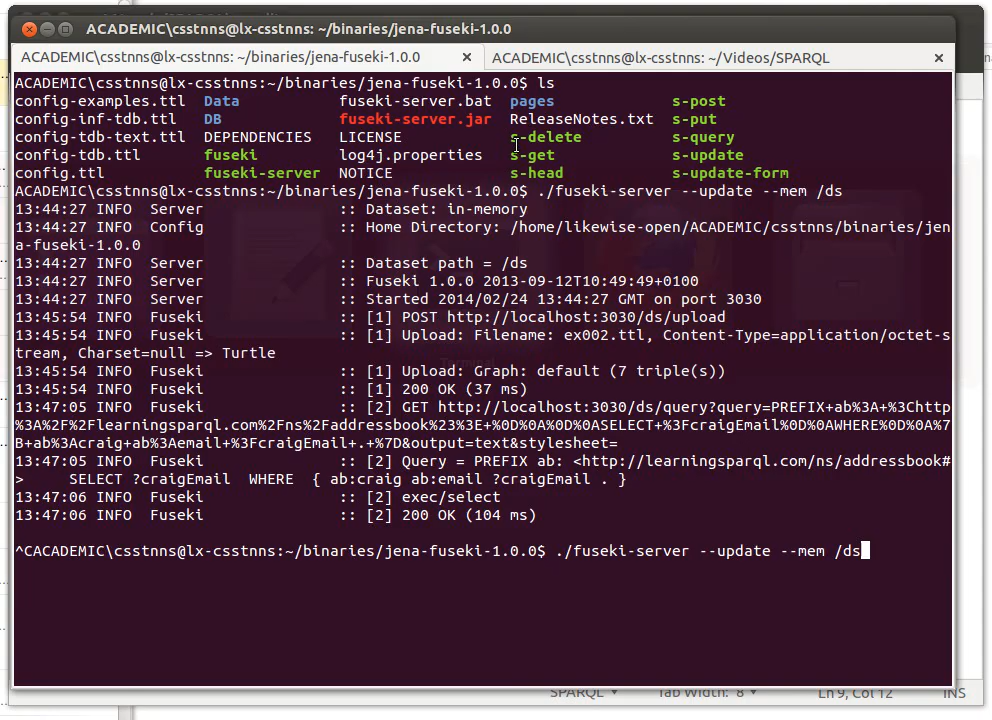 ACADEMIC\csstnns@lx-csstnns: ~/binaries/jena-fuseki-1.0.0
ACADEMIC\csstnns@lx-csstnns: ~/binaries/jena-fuseki-1.0.0 × ACADEMIC\csstnns@lx-csstnns: ~/Videos/SPARQL ×
ACADEMIC\csstnns@lx-csstnns:~/binaries/jena-fuseki-1.0.0$ ls
config-examples.ttl Data fuseki-server.bat pages s-post
config-inf-tdb.ttl DB fuseki-server.jar ReleaseNotes.txt s-put
config-tdb-text.ttl DEPENDENCIES LICENSE s-delete s-query
config-tdb.ttl fuseki log4j.properties s-get s-update
config.ttl fuseki-server NOTICE s-head s-update-form
ACADEMIC\csstnns@lx-csstnns:~/binaries/jena-fuseki-1.0.0$ ./fuseki-server --update --mem /ds
13:44:27 INFO Server :: Dataset: in-memory
13:44:27 INFO Config :: Home Directory: /home/likewise-open/ACADEMIC/csstnns/binaries/jen
a-fuseki-1.0.0
13:44:27 INFO Server :: Dataset path = /ds
13:44:27 INFO Server :: Fuseki 1.0.0 2013-09-12T10:49:49+0100
13:44:27 INFO Server :: Started 2014/02/24 13:44:27 GMT on port 3030
13:45:54 INFO Fuseki :: [1] POST http://localhost:3030/ds/upload
13:45:54 INFO Fuseki :: [1] Upload: Filename: ex002.ttl, Content-Type=application/octet-s
tream, Charset=null => Turtle
13:45:54 INFO Fuseki :: [1] Upload: Graph: default (7 triple(s))
13:45:54 INFO Fuseki :: [1] 200 OK (37 ms)
13:47:05 INFO Fuseki :: [2] GET http://localhost:3030/ds/query?query=PREFIX+ab%3A+%3Chttp
%3A%2F%2Flearningsparql.com%2Fns%2Faddressbook%23%3E+%0D%0A%0D%0ASELECT+%3FcraigEmail%0D%0AWHERE%0D%0A%7
B+ab%3Acraig+ab%3Aemail+%3FcraigEmail+.+%7D&output=text&stylesheet=
13:47:05 INFO Fuseki :: [2] Query = PREFIX ab: <http://learningsparql.com/ns/addressbook#
> SELECT ?craigEmail WHERE { ab:craig ab:email ?craigEmail . }
13:47:06 INFO Fuseki :: [2] exec/select
13:47:06 INFO Fuseki :: [2] 200 OK (104 ms)
^CACADEMIC\csstnns@lx-csstnns:~/binaries/jena-fuseki-1.0.0$ ./fuseki-server --update --mem /ds
SPARQL Tab Width: 8 Ln 9, Col 12 INS